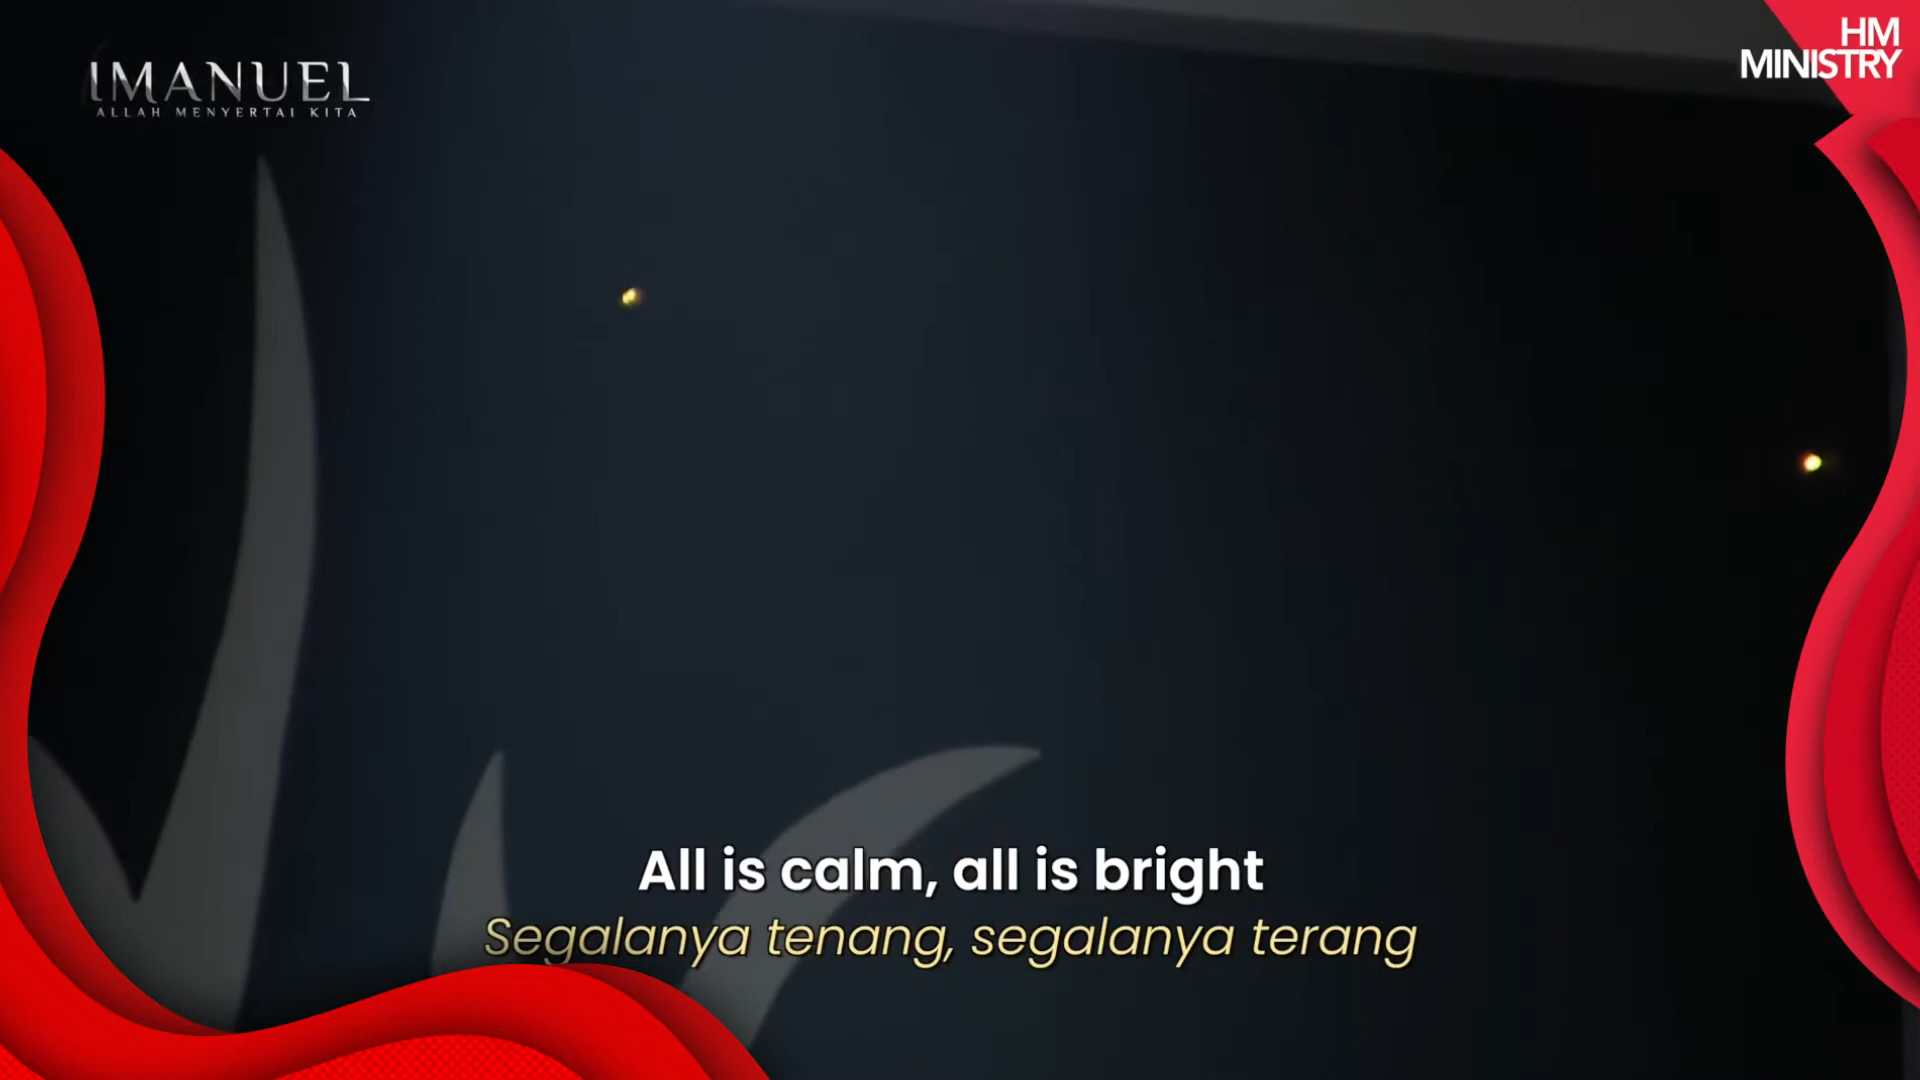 IMANUEL
ALLAH MENYERTAI KITA
HM
MINISTRY
All is calm, all is bright
Segalanya tenang, segalanya terang